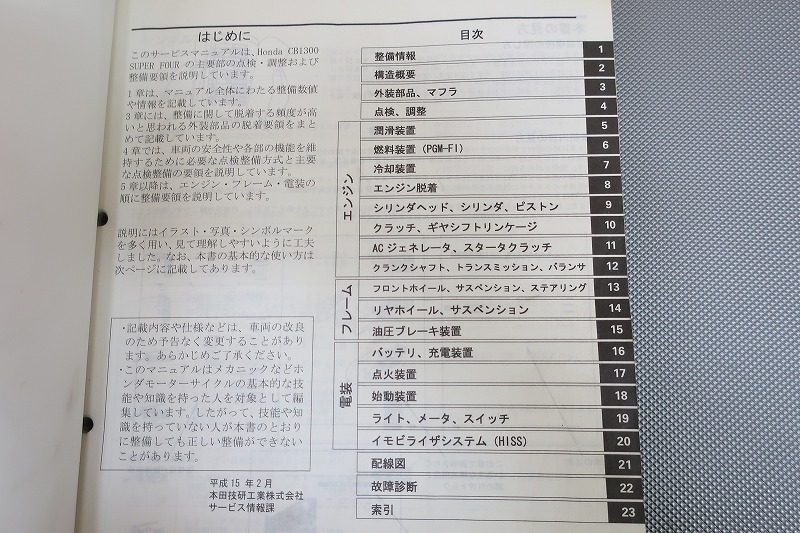 はじめに
このサービスマニュアルは、Honda CB1300
SUPER FOUR の主要部の点検・調整および
整備要領を説明しています。
1章は、マニュアル全体にわたる整備数値
や情報を記載しています。
3章には、整備に関して脱着する頻度が高
いと思われる外装部品の脱着要領をまと
めて記載しています。
4章では、車両の安全性や各部の機能を維
持するために必要な点検整備方式と主要
な点検整備の要領を説明しています。
5章以降は、エンジン・フレーム・電装の
順に整備要領を説明しています。
説明にはイラスト・写真・シンボルマーク
を多く用い、見て理解しやすいように工夫
しました。なお、本書の基本的な使い方は
次ページに記載してあります。
・記載内容や仕様などは、車両の改良
のため予告なく変更することがあり
ます。あらかじめご了承ください。
・このマニュアルはメカニックなどホ
ンダモーターサイクルの基本的な技
能や知識を持った人を対象として編
集しています。したがって、技能や知
識を持っていない人が本書のとおり
に整備しても正しい整備ができない
ことがあります。
平成15年2月
本田技研工業株式会社
サービス情報課
目次
整備情報 1
構造概要 2
外装部品、マフラ 3
点検、調整 4
エンジン
潤滑装置 5
燃料装置(PGM-FI) 6
冷却装置 7
エンジン脱着 8
シリンダヘッド、シリンダ、ピストン 9
クラッチ、ギヤシフトリンケージ 10
ACジェネレータ、スタータクラッチ 11
クランクシャフト、トランスミッション、バランサ 12
フレーム
フロントホイール、サスペンション、ステアリング 13
リヤホイール、サスペンション 14
油圧ブレーキ装置 15
電装
バッテリ、充電装置 16
点火装置 17
始動装置 18
ライト、メータ、スイッチ 19
イモビライザシステム(HISS) 20
配線図 21
故障診断 22
索引 23